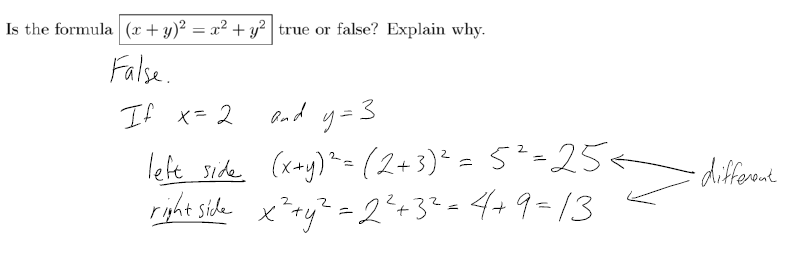 Is the formula (x + y)² = x² + y² true or false? Explain why.
False.
If x = 2 and y = 3
left side (x+y)² = (2+3)² = 5² = 25
different
right side x²+y² = 2²+3² = 4+9 = 13